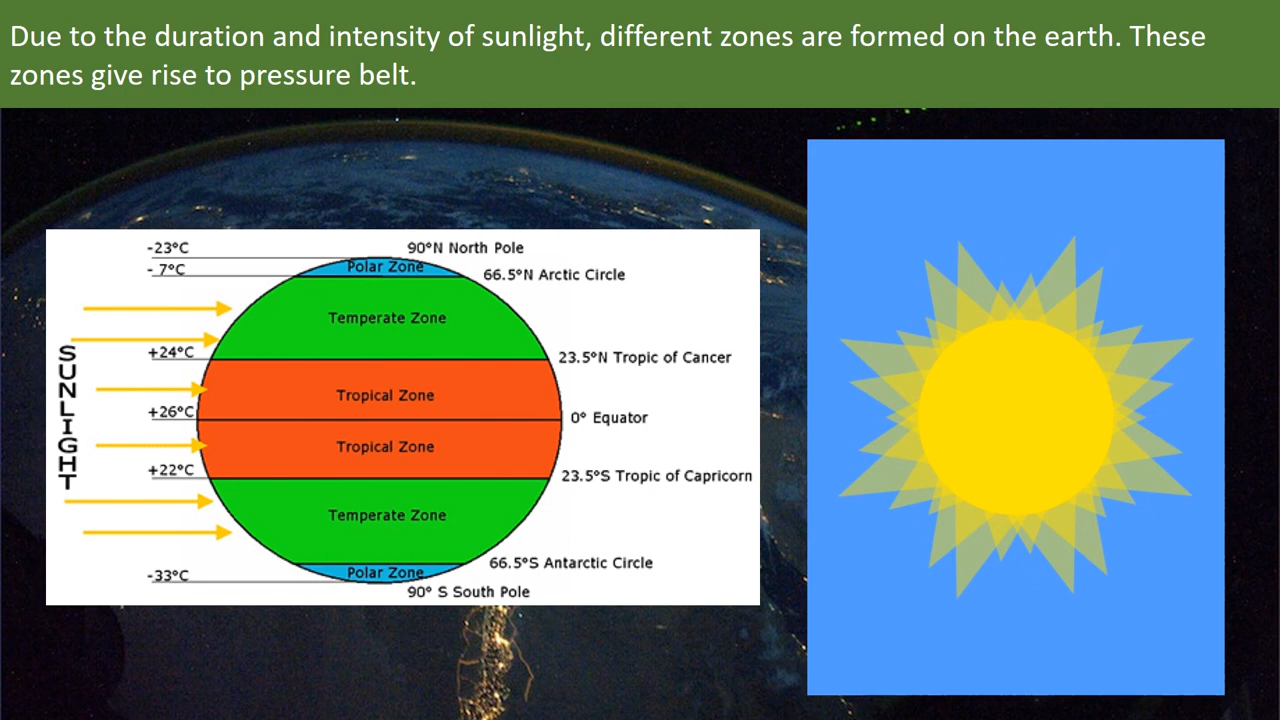 Due to the duration and intensity of sunlight, different zones are formed on the earth. These
zones give rise to pressure belt.
-23°C
90°N North Pole
Polar Zone
- 7°C
66.5°N Arctic Circle
Temperate Zone
+24°C
23.5°N Tropic of Cancer
SUNLIGHT
Tropical Zone
+26°C
0° Equator
Tropical Zone
+22°C
23.5°S Tropic of Capricorn
Temperate Zone
66.5°S Antarctic Circle
-33°C
Polar Zone
90° S South Pole